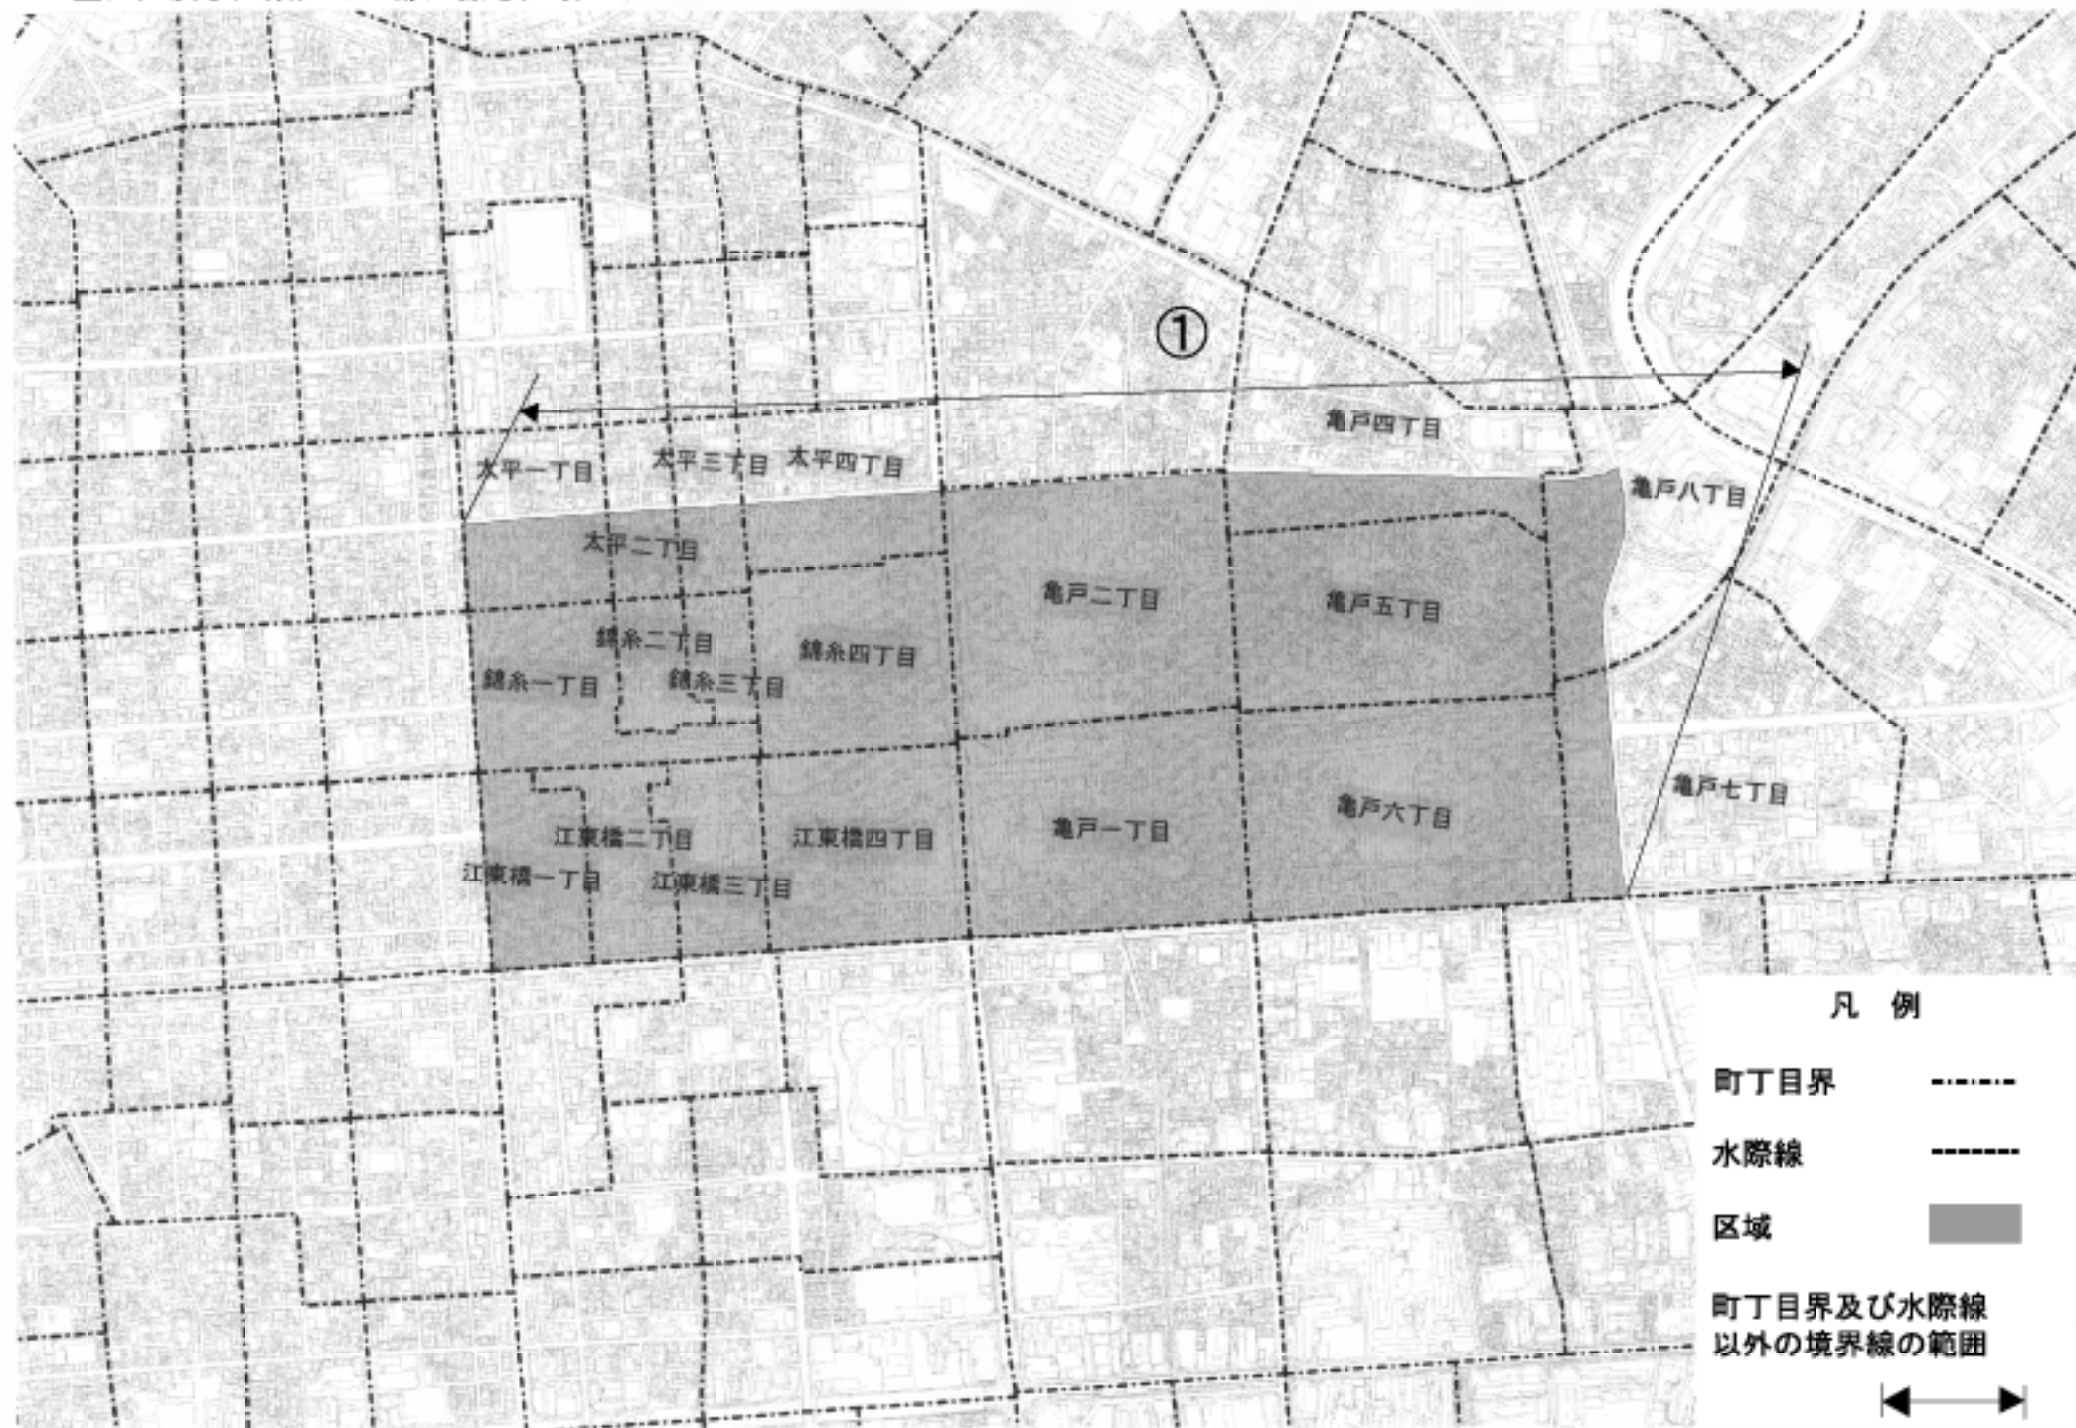 ①
亀戸四丁目
太平一丁目
太平三丁目
太平四丁目
亀戸八丁目
太平二丁目
亀戸二丁目
亀戸五丁目
錦糸二丁目
錦糸四丁目
錦糸一丁目
錦糸三丁目
亀戸七丁目
江東橋二丁目
江東橋四丁目
亀戸一丁目
亀戸六丁目
江東橋一丁目
江東橋三丁目
凡 例
町丁目界
水際線
区域
町丁目界及び水際線
以外の境界線の範囲